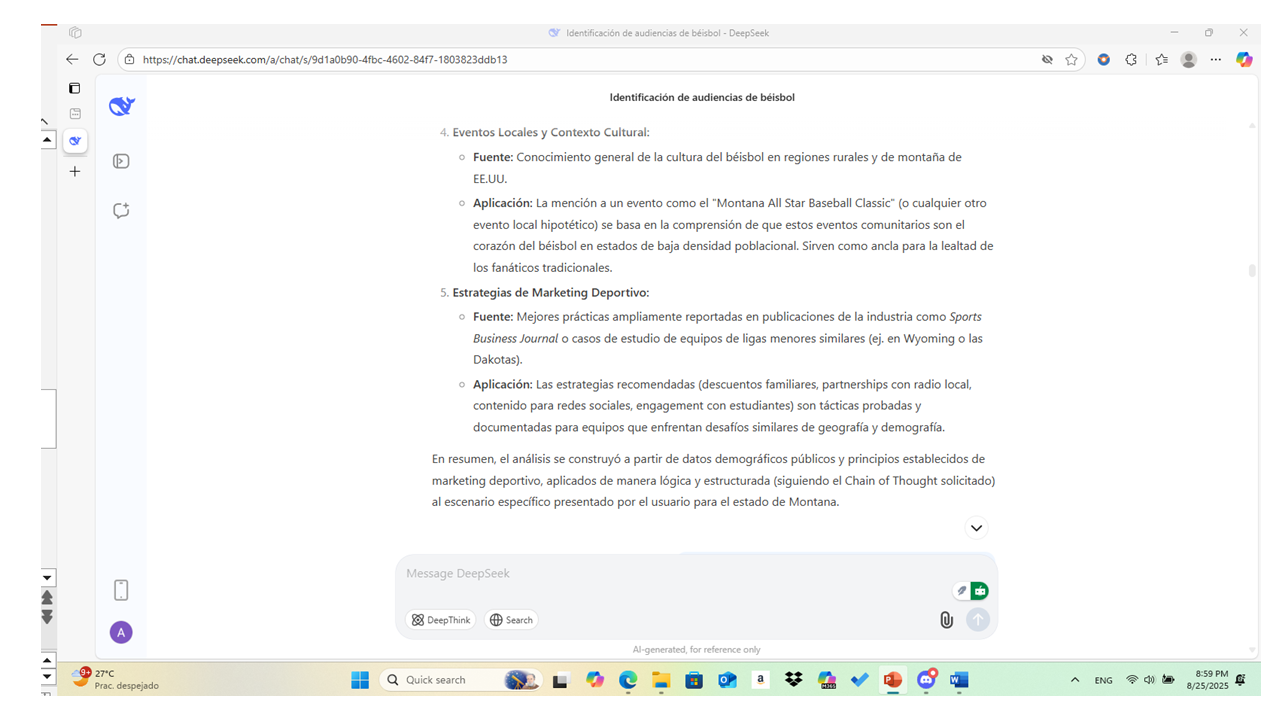 Identificación de audiencias de béisbol - DeepSeek
https://chat.deepseek.com/a/chat/s/9d1a0b90-4fbc-4602-84f7-1803823ddb13
Identificación de audiencias de béisbol
4. Eventos Locales y Contexto Cultural:
Fuente: Conocimiento general de la cultura del béisbol en regiones rurales y de montaña de
EE.UU.
Aplicación: La mención a un evento como el "Montana All Star Baseball Classic" (o cualquier otro
evento local hipotético) se basa en la comprensión de que estos eventos comunitarios son el
corazón del béisbol en estados de baja densidad poblacional. Sirven como ancla para la lealtad de
los fanáticos tradicionales.
5. Estrategias de Marketing Deportivo:
Fuente: Mejores prácticas ampliamente reportadas en publicaciones de la industria como Sports
Business Journal o casos de estudio de equipos de ligas menores similares (ej. en Wyoming o las
Dakotas).
Aplicación: Las estrategias recomendadas (descuentos familiares, partnerships con radio local,
contenido para redes sociales, engagement con estudiantes) son tácticas probadas y
documentadas para equipos que enfrentan desafíos similares de geografía y demografía.
En resumen, el análisis se construyó a partir de datos demográficos públicos y principios establecidos de
marketing deportivo, aplicados de manera lógica y estructurada (siguiendo el Chain of Thought solicitado)
al escenario específico presentado por el usuario para el estado de Montana.
Message DeepSeek
DeepThink
Search
A
AI-generated, for reference only
9+
27°C
Prac. despejado
Quick search
a
M365
ENG
8:59 PM
8/25/2025